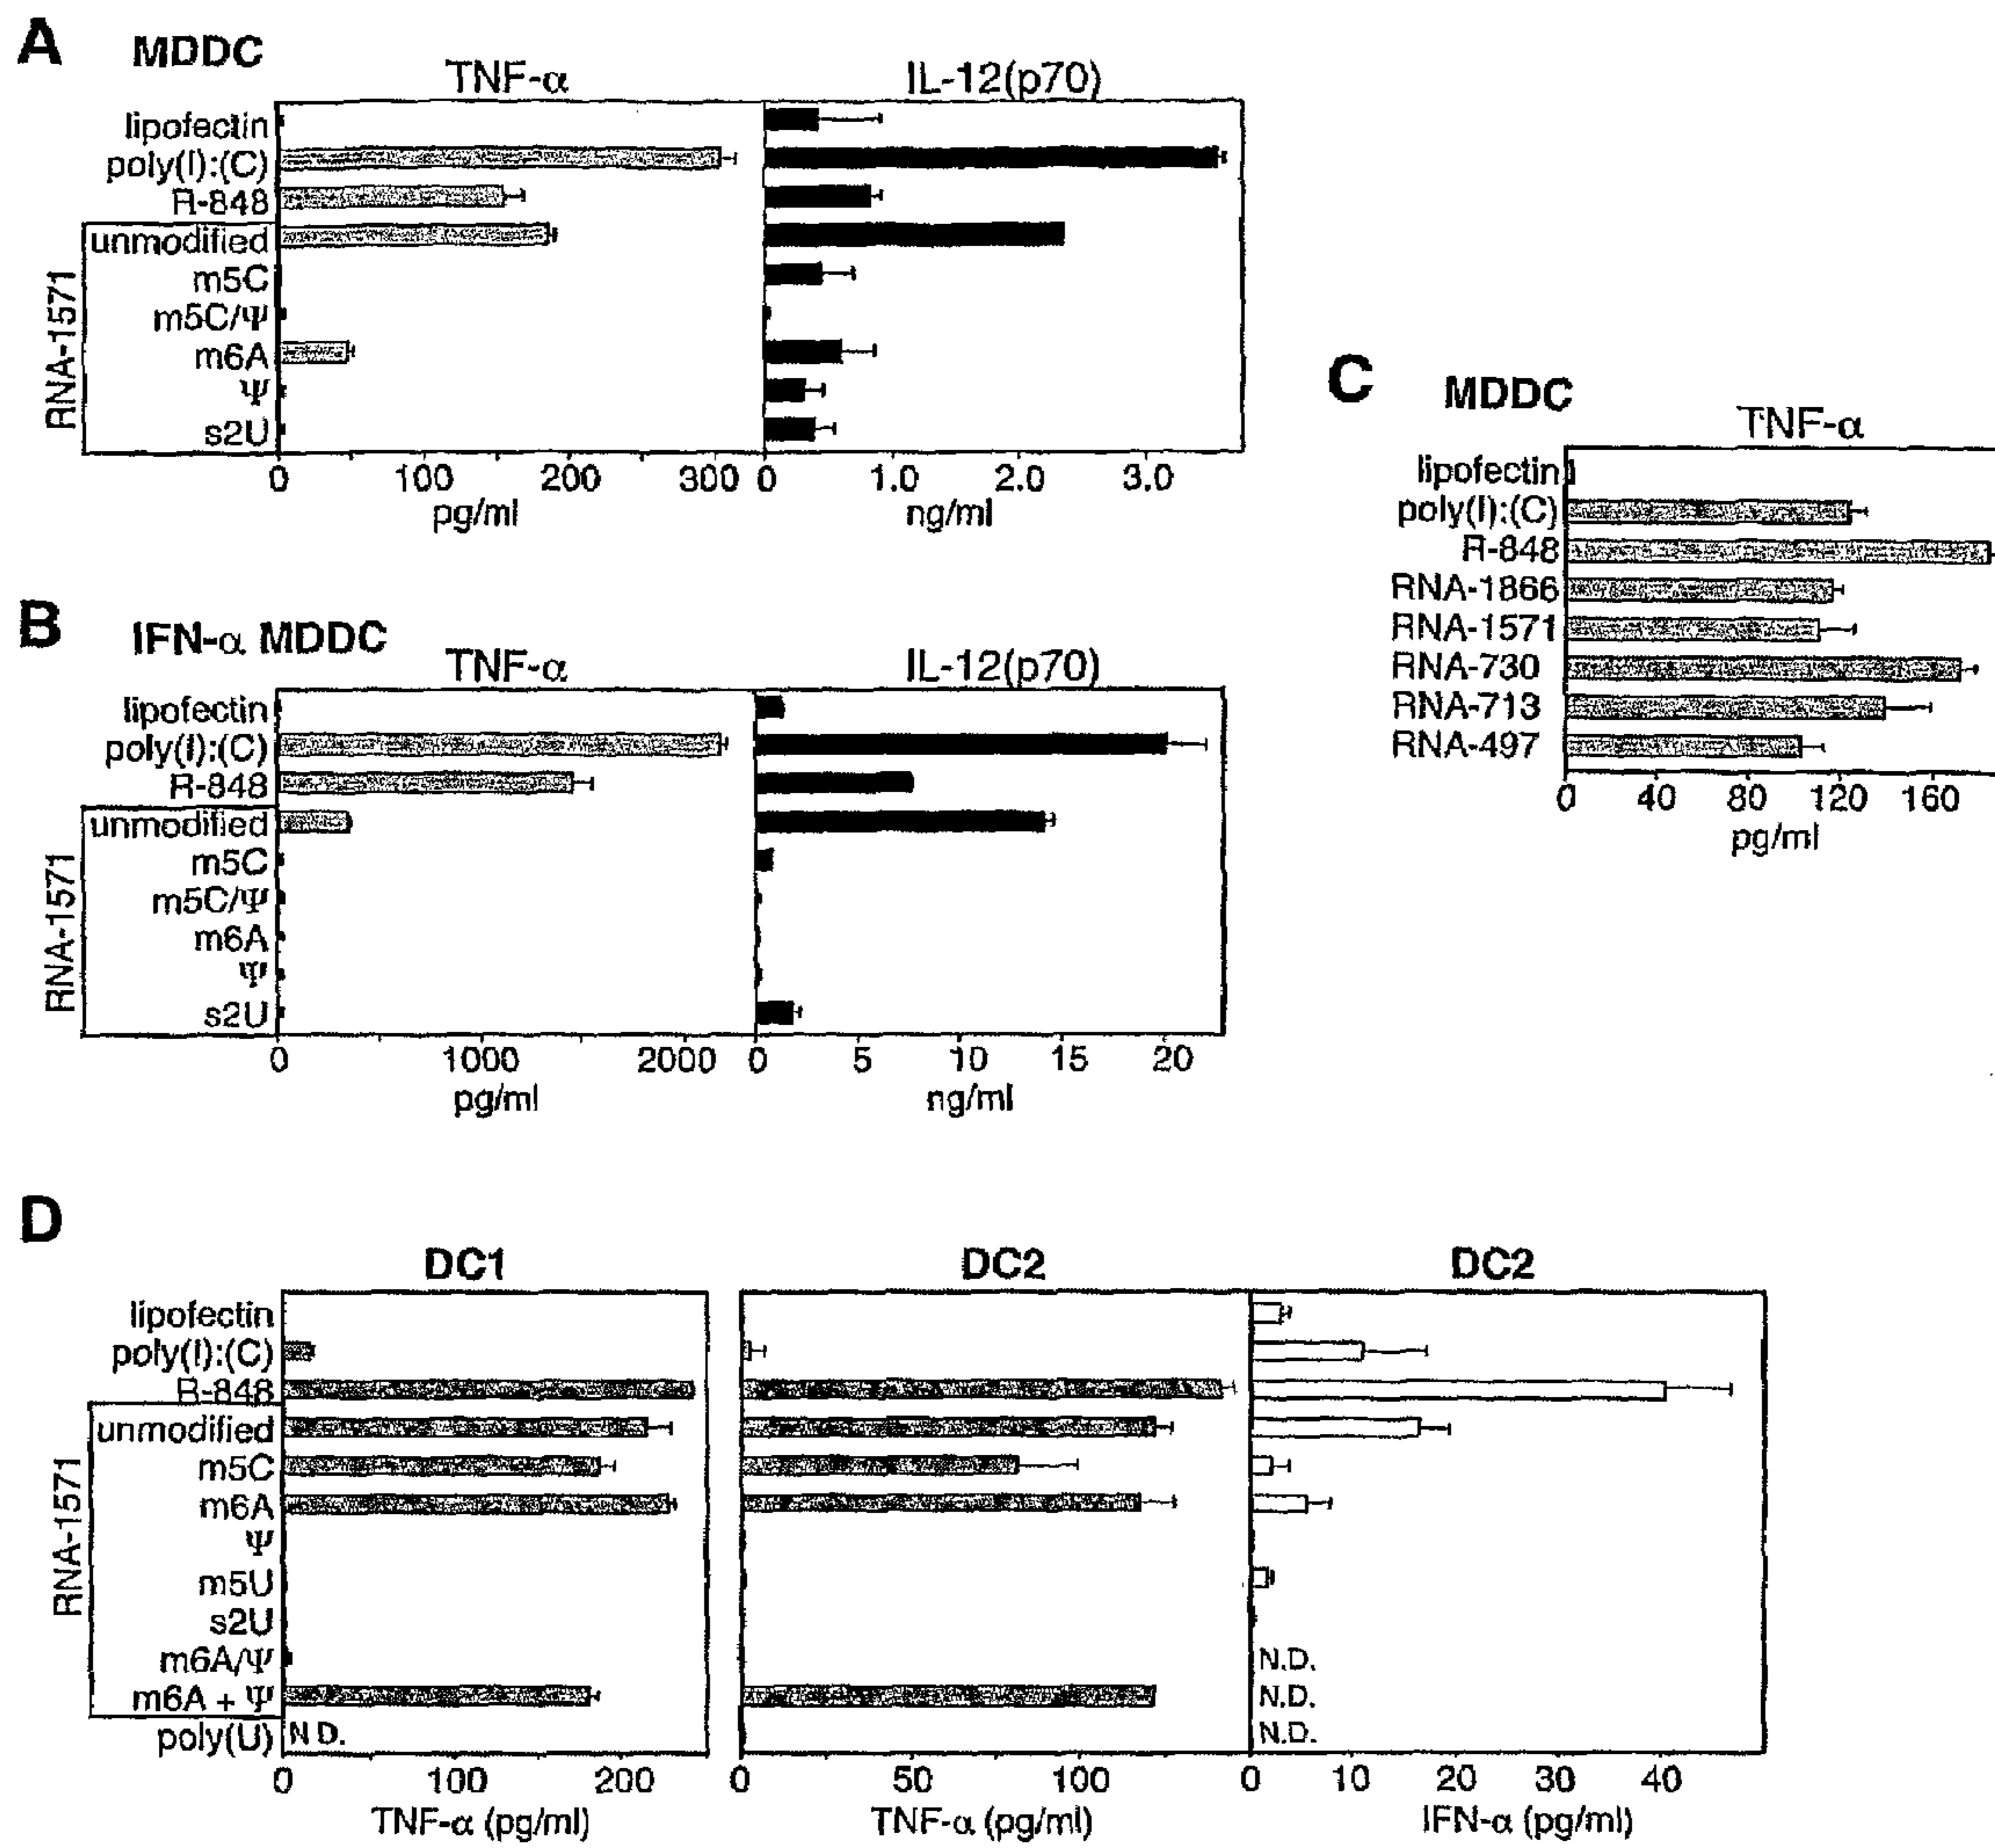 A MDDC
TNF-α IL-12(p70)
lipofectin
poly(I):(C)
R-848
unmodified
m5C
m5C/Ψ
m6A
Ψ
s2U
RNA-1571
0 100 200 300 0 1.0 2.0 3.0
pg/ml ng/ml
B IFN-α MDDC
TNF-α IL-12(p70)
lipofectin
poly(I):(C)
R-848
unmodified
m5C
m5C/Ψ
m6A
Ψ
s2U
RNA-1571
0 1000 2000 0 5 10 15 20
pg/ml ng/ml
C MDDC
TNF-α
lipofectin
poly(I):(C)
R-848
RNA-1866
RNA-1571
RNA-730
RNA-713
RNA-497
0 40 80 120 160
pg/ml
D
DC1 DC2 DC2
lipofectin
poly(I):(C)
R-848
unmodified
m5C
m6A
Ψ
m5U
s2U
m6A/Ψ N.D.
m6A + Ψ N.D.
poly(U) N.D. N.D.
RNA-1571
0 100 200 0 50 100 0 10 20 30 40
TNF-α (pg/ml) TNF-α (pg/ml) IFN-α (pg/ml)